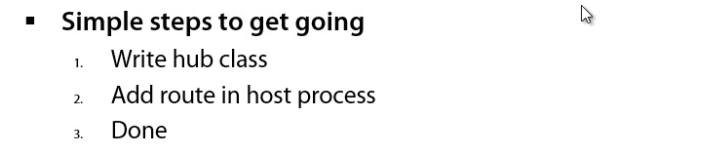 ▪ Simple steps to get going
1. Write hub class
2. Add route in host process
3. Done